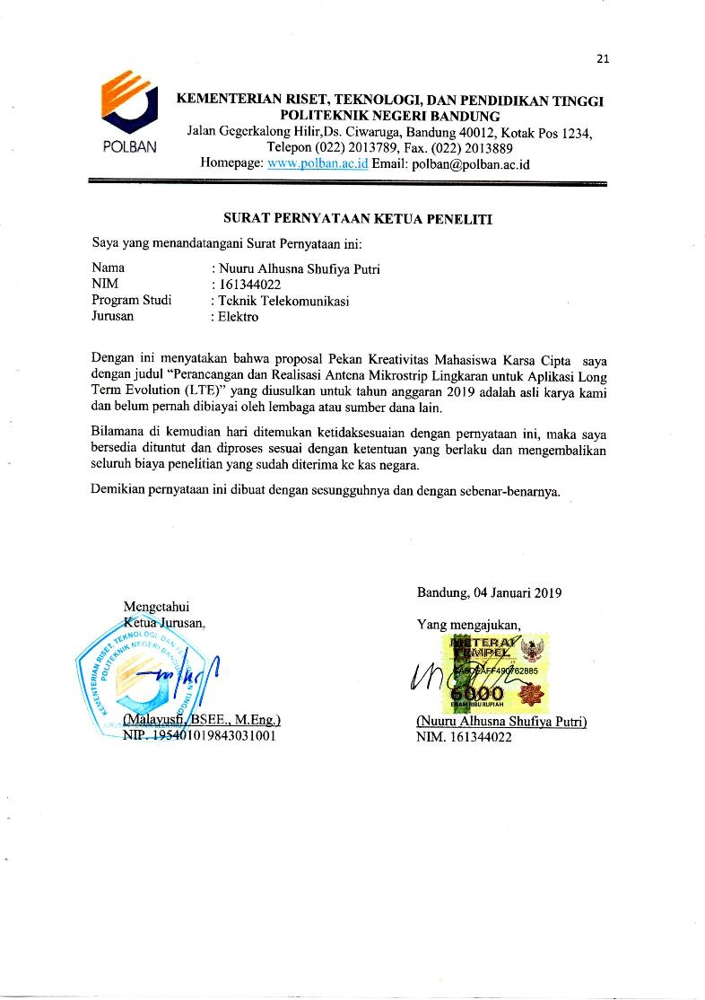 21
KEMENTERIAN RISET, TEKNOLOGI, DAN PENDIDIKAN TINGGI
POLITEKNIK NEGERI BANDUNG
Jalan Gegerkalong Hilir,Ds. Ciwaruga, Bandung 40012, Kotak Pos 1234,
Telepon (022) 2013789, Fax. (022) 2013889
Homepage: www.polban.ac.id Email: polban@polban.ac.id
POLBAN
SURAT PERNYATAAN KETUA PENELITI
Saya yang menandatangani Surat Pernyataan ini:
Nama : Nuuru Alhusna Shufiya Putri
NIM : 161344022
Program Studi : Teknik Telekomunikasi
Jurusan : Elektro
Dengan ini menyatakan bahwa proposal Pekan Kreativitas Mahasiswa Karsa Cipta saya
dengan judul “Perancangan dan Realisasi Antena Mikrostrip Lingkaran untuk Aplikasi Long
Term Evolution (LTE)” yang diusulkan untuk tahun anggaran 2019 adalah asli karya kami
dan belum pernah dibiayai oleh lembaga atau sumber dana lain.
Bilamana di kemudian hari ditemukan ketidaksesuaian dengan pernyataan ini, maka saya
bersedia dituntut dan diproses sesuai dengan ketentuan yang berlaku dan mengembalikan
seluruh biaya penelitian yang sudah diterima ke kas negara.
Demikian pernyataan ini dibuat dengan sesungguhnya dan dengan sebenar-benarnya.
Bandung, 04 Januari 2019
Mengetahui
Ketua Jurusan,
Yang mengajukan,
KEMENTERIAN RISET, TEKNOLOGI, DAN PENDIDIKAN TINGGI
POLITEKNIK NEGERI BANDUNG
JURUSAN TEKNIK ELEKTRO
METERAI
TEMPEL
6000
ENAM RIBU RUPIAH
(Malayusfi, BSEE., M.Eng.)
NIP. 195401019843031001
(Nuuru Alhusna Shufiya Putri)
NIM. 161344022